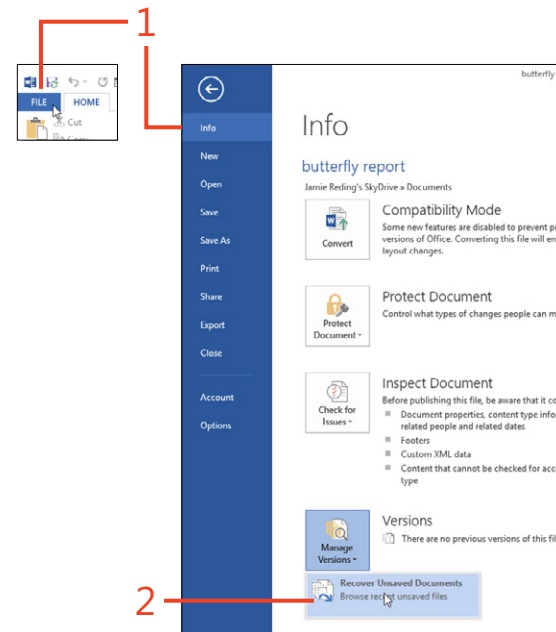 1
FILE HOME
Cut
butterfly
Info
Info
New
Open
Save
Save As
Print
Share
Export
Close
Account
Options
butterfly report
Jamie Reding's SkyDrive » Documents
Convert
Compatibility Mode
Some new features are disabled to prevent
versions of Office. Converting this file will
layout changes.
Protect
Document
Protect Document
Control what types of changes people can
Check for
Issues
Inspect Document
Before publishing this file, be aware that it
Document properties, content type
related people and related dates
Footers
Custom XML data
Content that cannot be checked for
type
Manage
Versions
Versions
There are no previous versions of this
Recover Unsaved Documents
Browse recent unsaved files
2